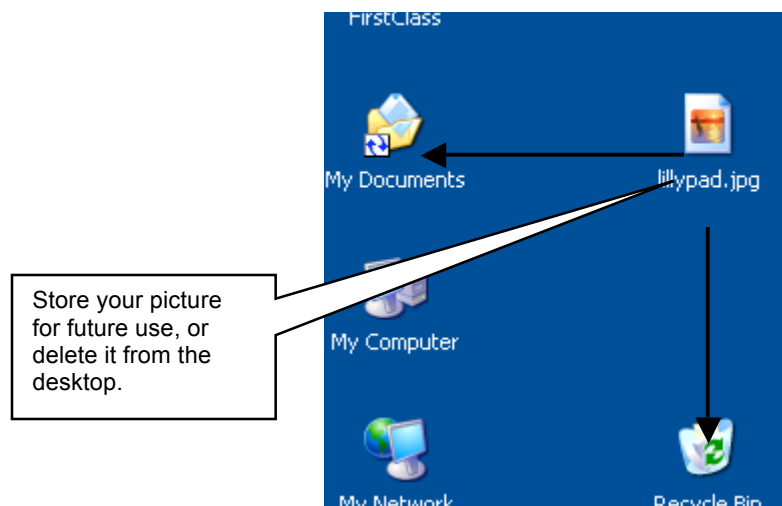 FirstClass
My Documents
lillypad.jpg
Store your picture
for future use, or
delete it from the
desktop.
My Computer
My Network
Recycle Bin